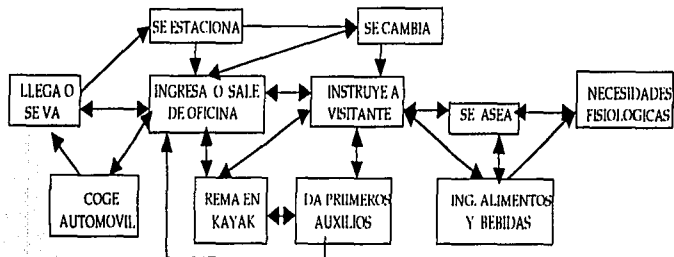 SE ESTACIONA
SE CAMBIA
LLEGA O
SE VA
INGRESA O SALE
DE OFICINA
INSTRUYE A
VISITANTE
SE ASEA
NECESIDADES
FISIOLOGICAS
COGE
AUTOMOVIL
REMA EN
KAYAK
DA PRIMEROS
AUXILIOS
ING. ALIMENTOS
Y BEBIDAS